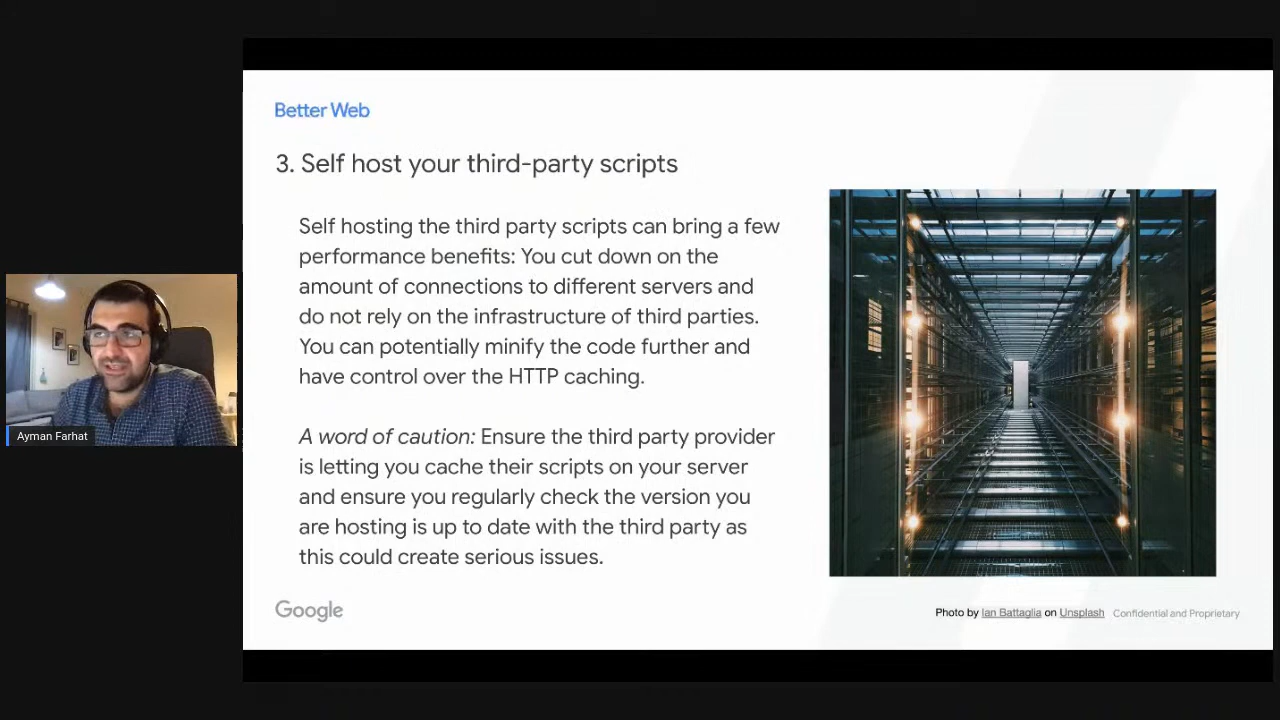 Better Web
3. Self host your third-party scripts
Self hosting the third party scripts can bring a few
performance benefits: You cut down on the
amount of connections to different servers and
do not rely on the infrastructure of third parties.
You can potentially minify the code further and
have control over the HTTP caching.
A word of caution: Ensure the third party provider
is letting you cache their scripts on your server
and ensure you regularly check the version you
are hosting is up to date with the third party as
this could create serious issues.
Ayman Farhat
Google
Photo by Ian Battaglia on Unsplash
Confidential and Proprietary